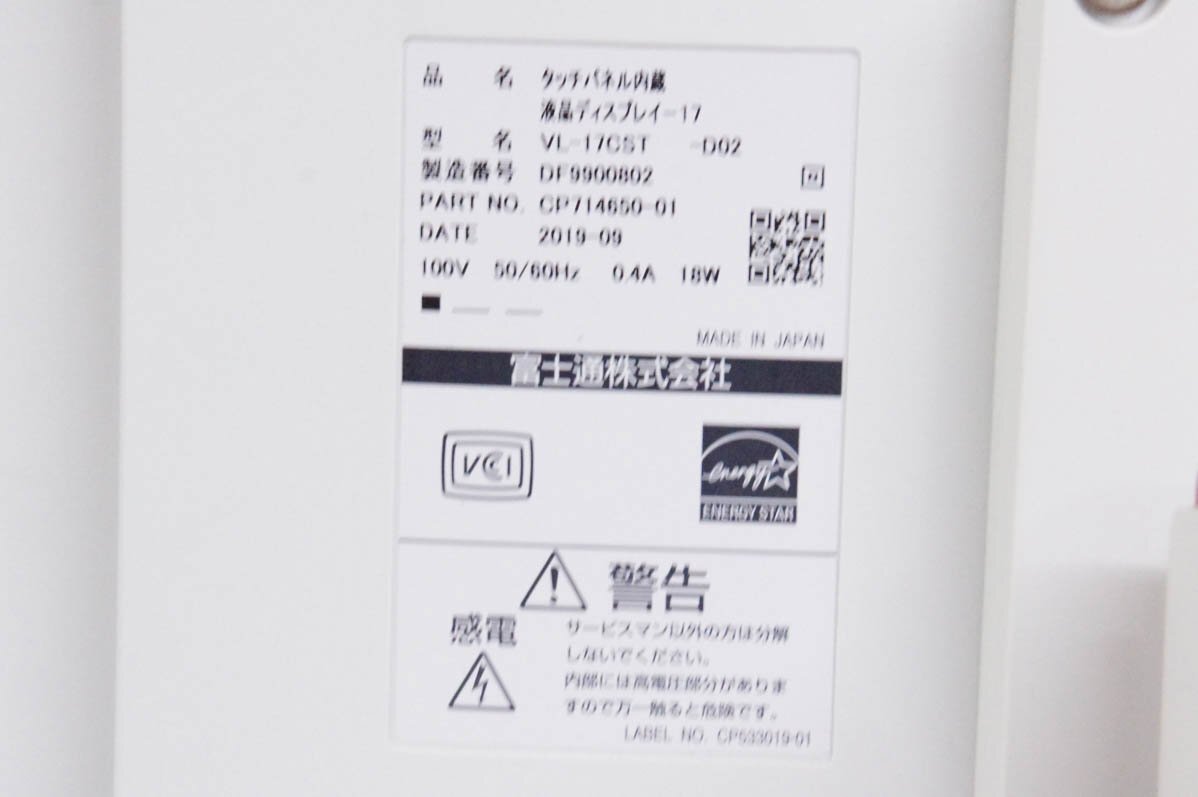 品 名 タッチパネル内蔵
液晶ディスプレイ-17
型 名 VL-17CST -D02
製造番号 DF9900802
PART NO. CP714650-01
DATE 2019-09
100V 50/60Hz 0.4A 18W
MADE IN JAPAN
富士通株式会社
VCI
energy
ENERGY STAR
警告
感電
サービスマン以外の方は分解
しないでください。
内部には高電圧部分がありま
すので万一触ると危険です。
LABEL NO. CP533019-01